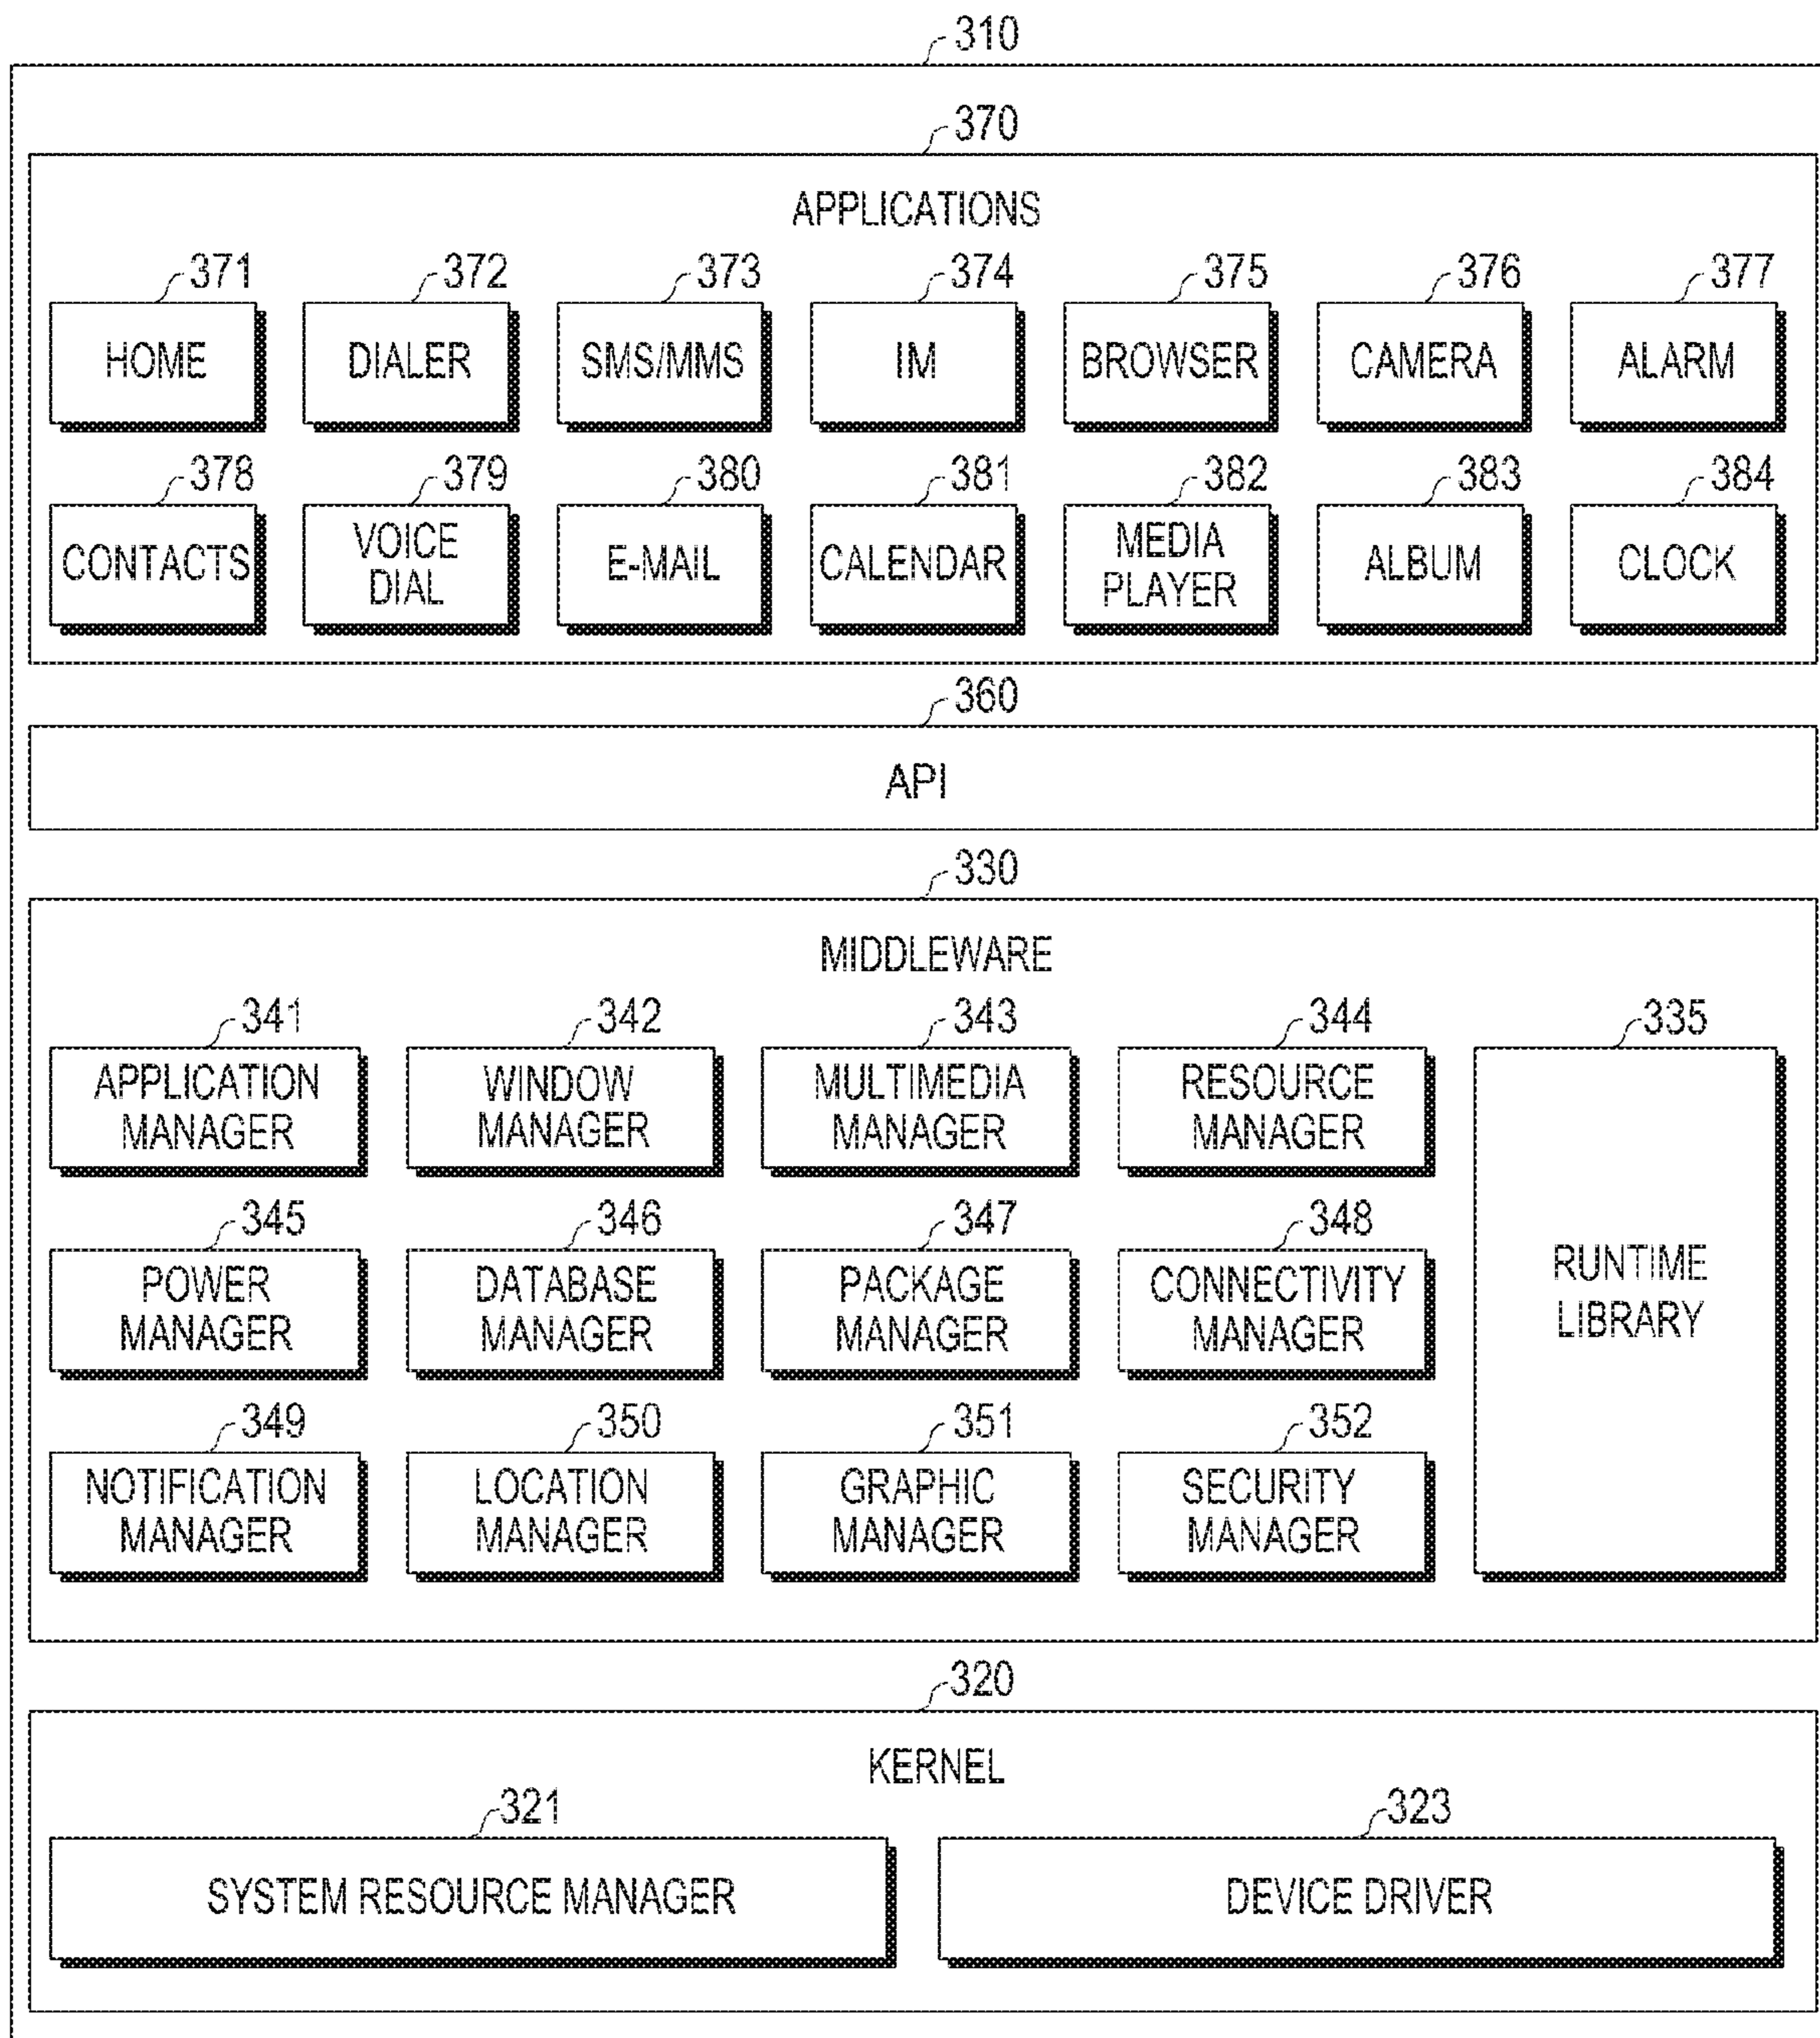 310
370
APPLICATIONS
371 372 373 374 375 376 377
HOME DIALER SMS/MMS IM BROWSER CAMERA ALARM
378 379 380 381 382 383 384
CONTACTS VOICE DIAL E-MAIL CALENDAR MEDIA PLAYER ALBUM CLOCK
360
API
330
MIDDLEWARE
341 342 343 344 335
APPLICATION MANAGER WINDOW MANAGER MULTIMEDIA MANAGER RESOURCE MANAGER
345 346 347 348
POWER MANAGER DATABASE MANAGER PACKAGE MANAGER CONNECTIVITY MANAGER RUNTIME LIBRARY
349 350 351 352
NOTIFICATION MANAGER LOCATION MANAGER GRAPHIC MANAGER SECURITY MANAGER
320
KERNEL
321 323
SYSTEM RESOURCE MANAGER DEVICE DRIVER